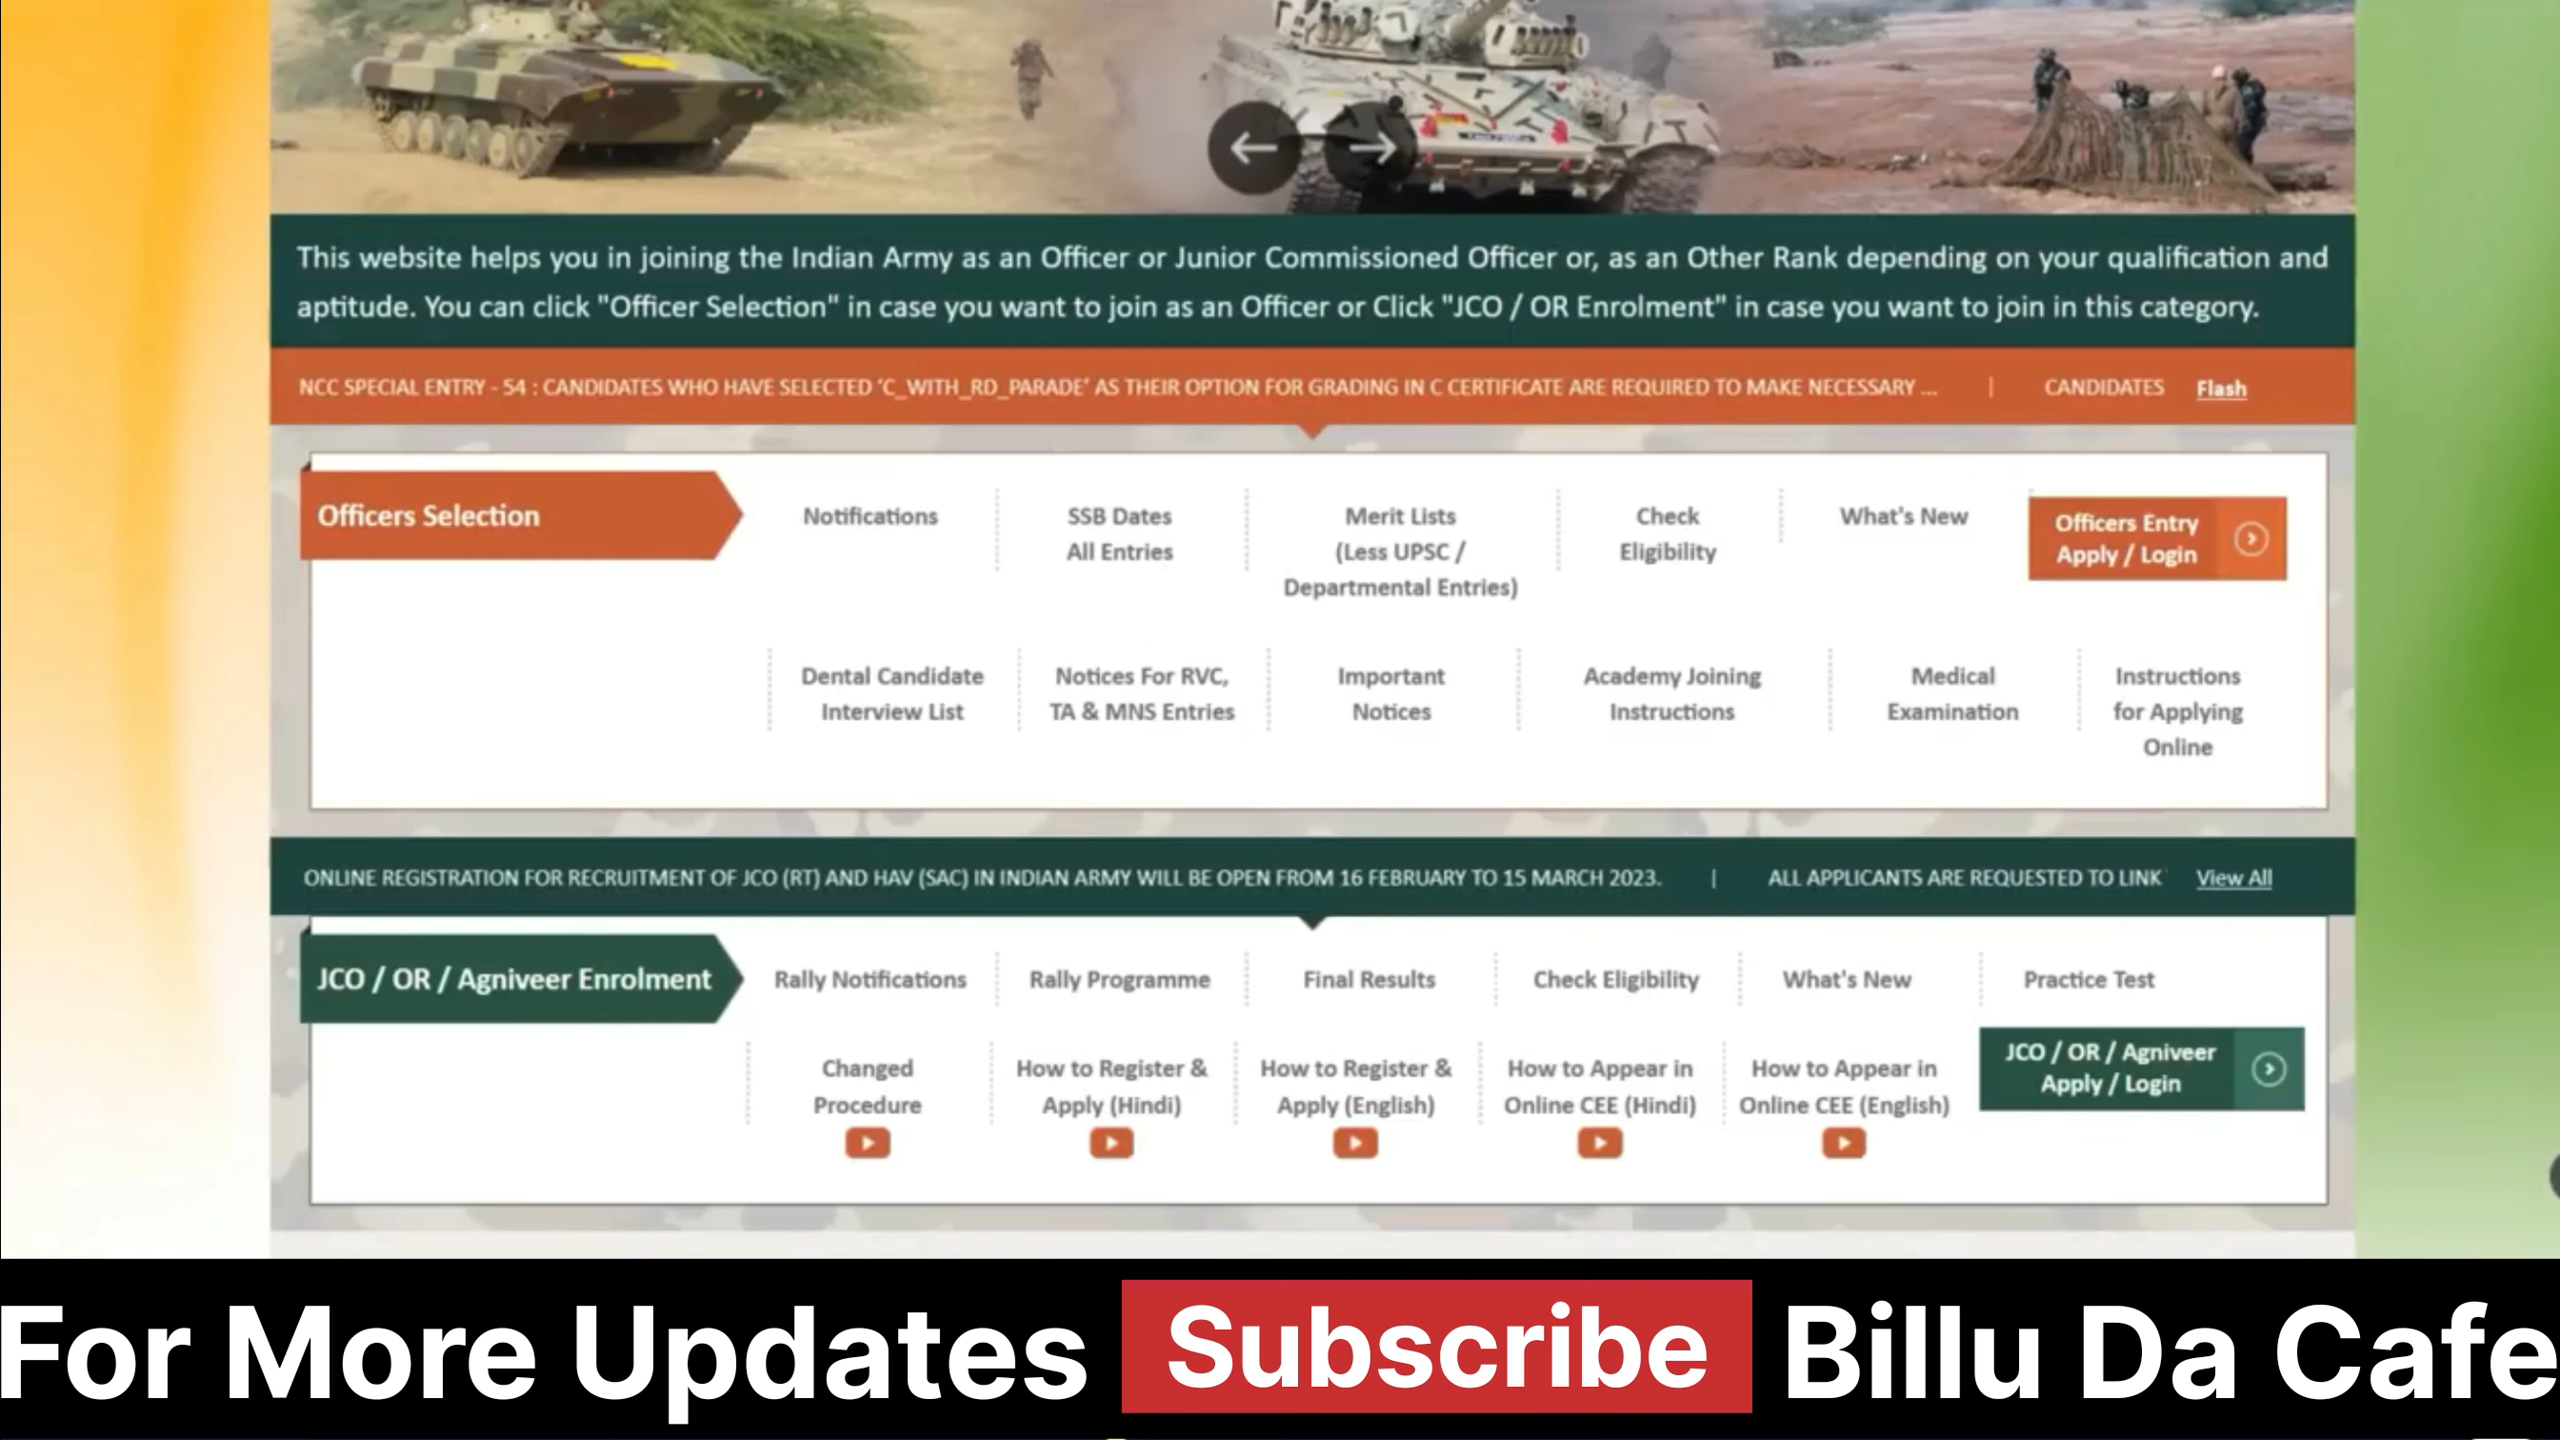 This website helps you in joining the Indian Army as an Officer or Junior Commissioned Officer or, as an Other Rank depending on your qualification and
aptitude. You can click "Officer Selection" in case you want to join as an Officer or Click "JCO / OR Enrolment" in case you want to join in this category.
NCC SPECIAL ENTRY - 54 : CANDIDATES WHO HAVE SELECTED 'C_WITH_RD_PARADE' AS THEIR OPTION FOR GRADING IN C CERTIFICATE ARE REQUIRED TO MAKE NECESSARY ... | CANDIDATES Flash
Officers Selection
Notifications
SSB Dates
All Entries
Merit Lists
(Less UPSC /
Departmental Entries)
Check
Eligibility
What's New
Officers Entry
Apply / Login
Dental Candidate
Interview List
Notices For RVC,
TA & MNS Entries
Important
Notices
Academy Joining
Instructions
Medical
Examination
Instructions
for Applying
Online
ONLINE REGISTRATION FOR RECRUITMENT OF JCO (RT) AND HAV (SAC) IN INDIAN ARMY WILL BE OPEN FROM 16 FEBRUARY TO 15 MARCH 2023. | ALL APPLICANTS ARE REQUESTED TO LINK View All
JCO / OR / Agniveer Enrolment
Rally Notifications
Rally Programme
Final Results
Check Eligibility
What's New
Practice Test
Changed
Procedure
How to Register &
Apply (Hindi)
How to Register &
Apply (English)
How to Appear in
Online CEE (Hindi)
How to Appear in
Online CEE (English)
JCO / OR / Agniveer
Apply / Login
For More Updates Subscribe Billu Da Cafe